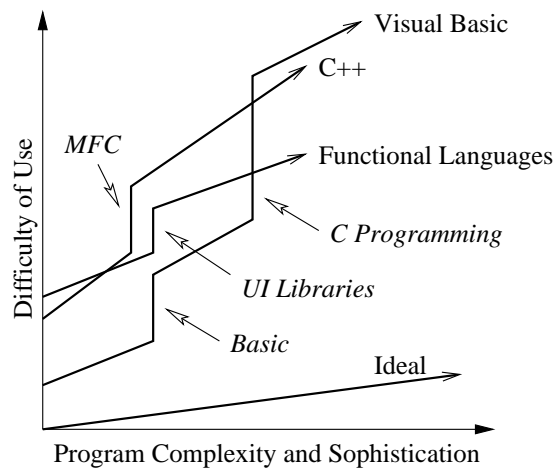 Visual Basic
C++
MFC
Functional Languages
C Programming
UI Libraries
Basic
Ideal
Difficulty of Use
Program Complexity and Sophistication